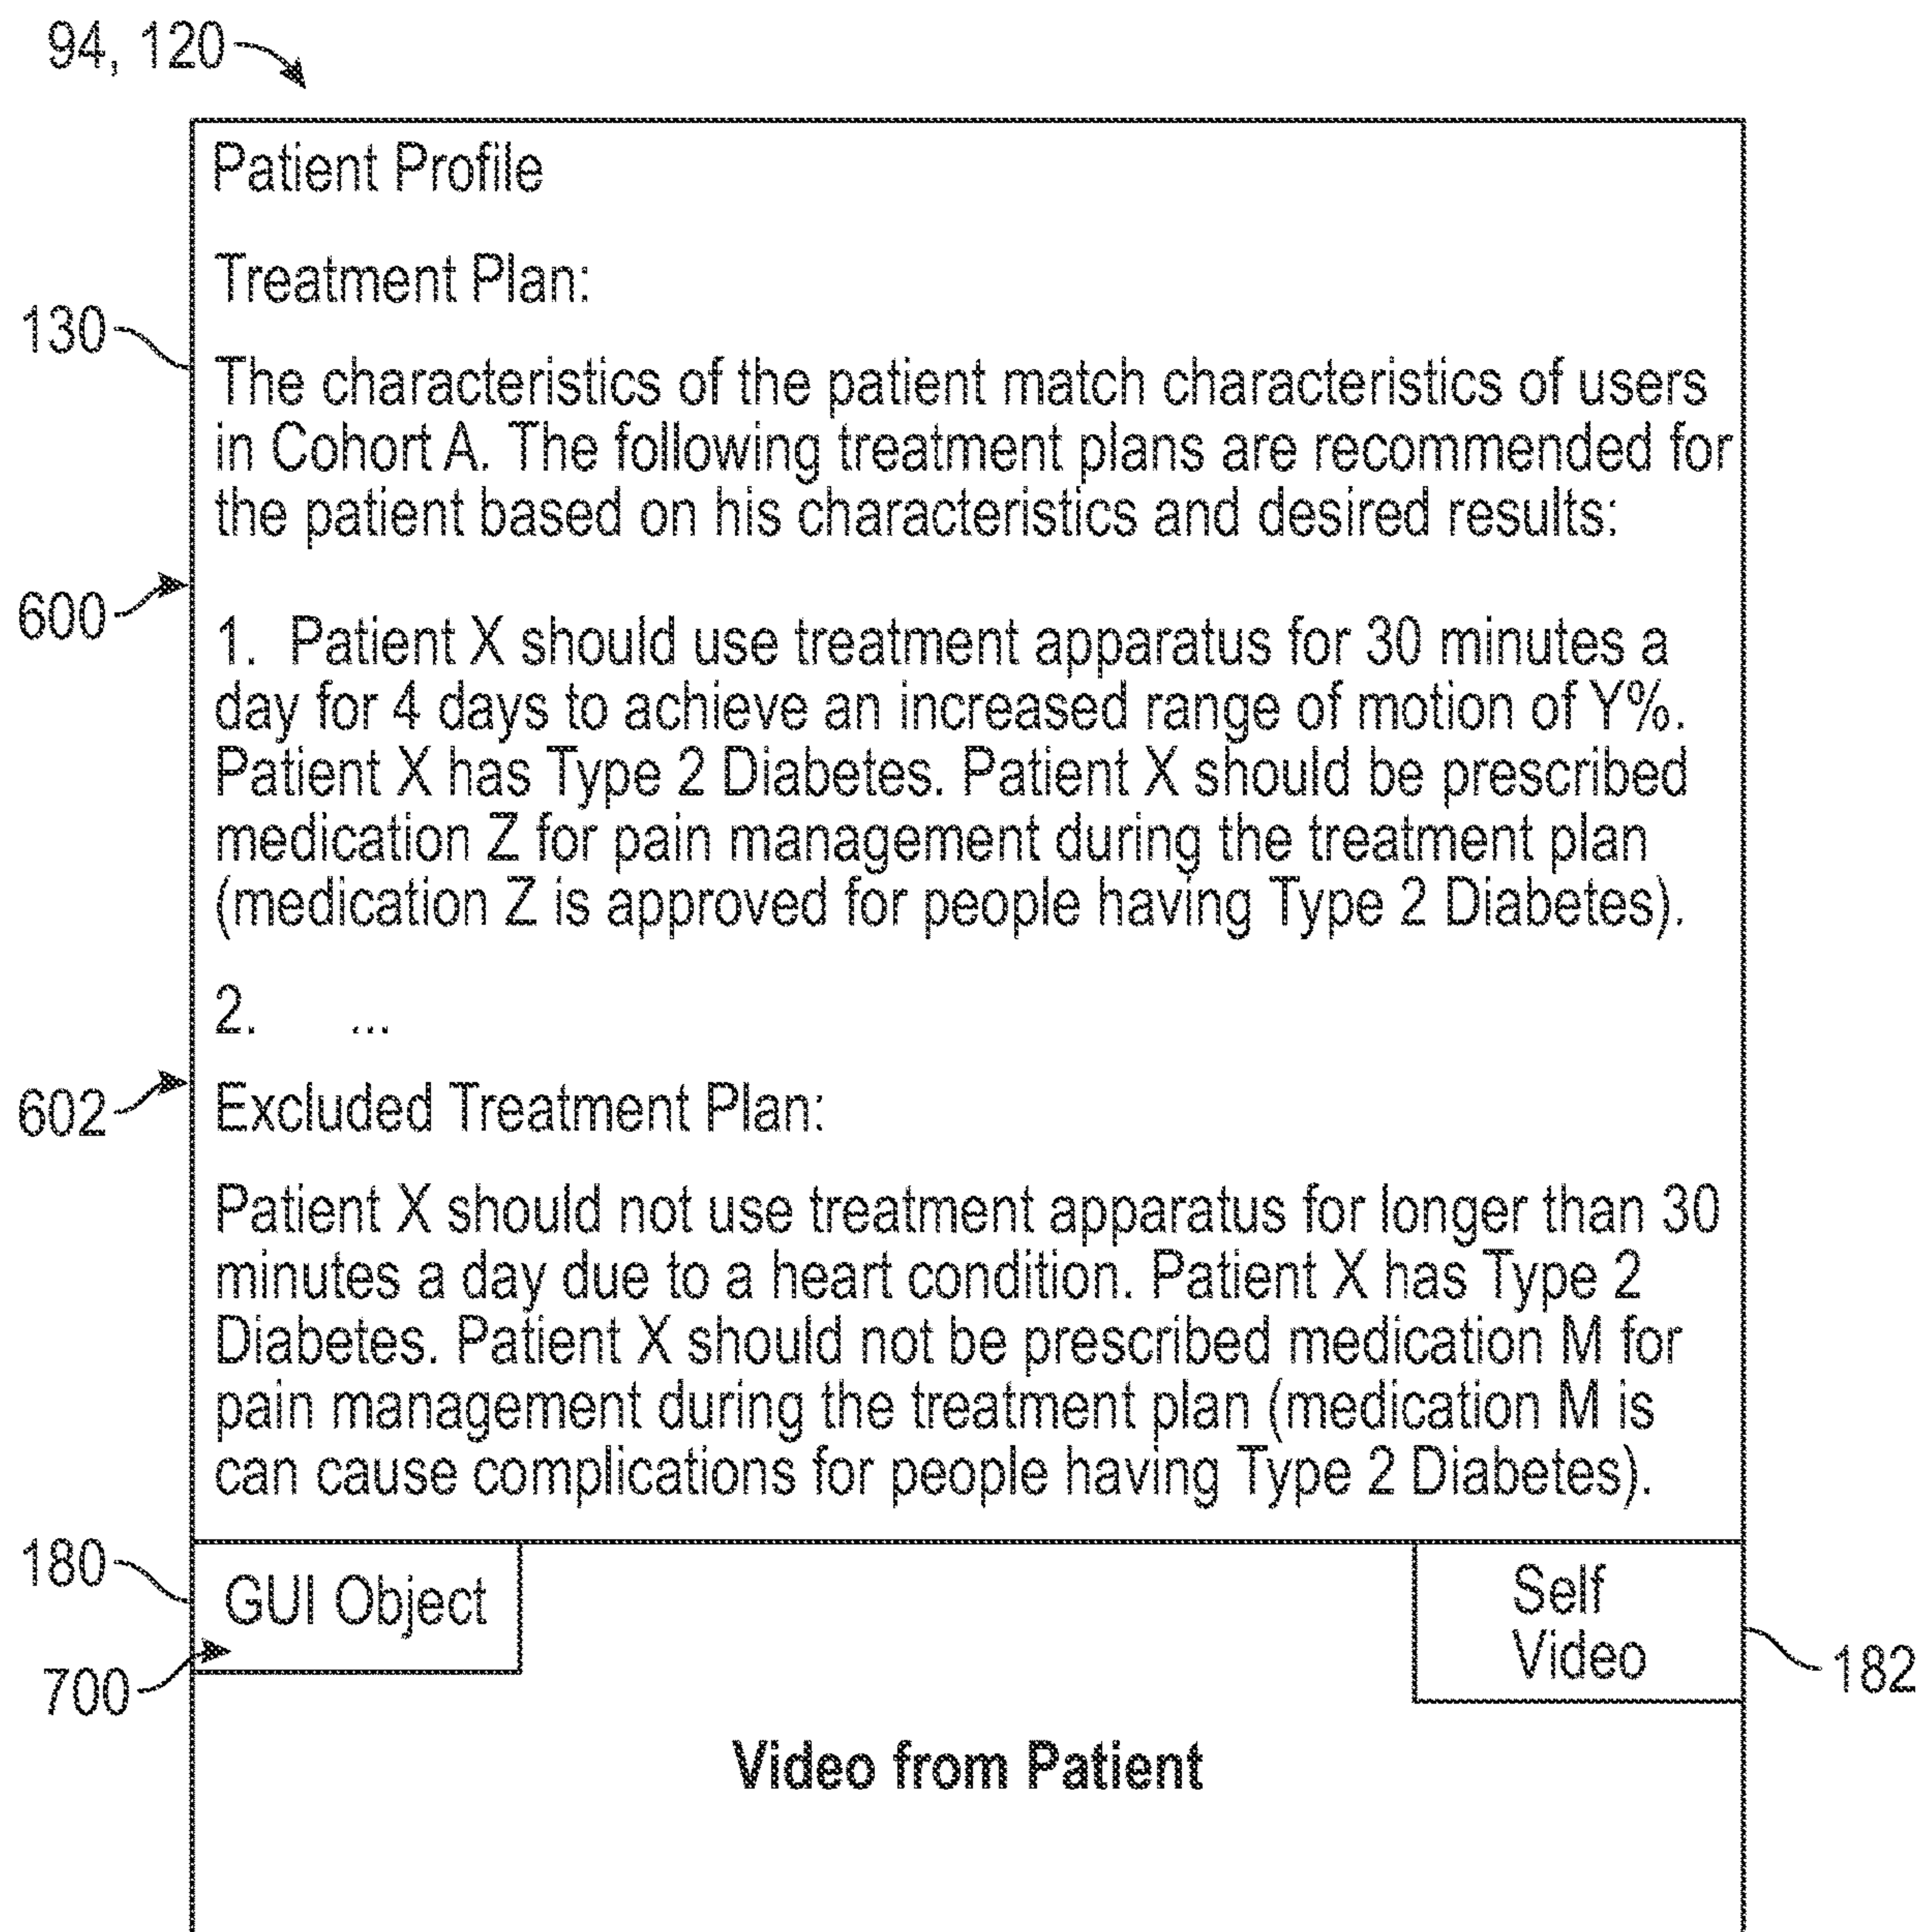 94, 120
Patient Profile
Treatment Plan:
130
The characteristics of the patient match characteristics of users
in Cohort A. The following treatment plans are recommended for
the patient based on his characteristics and desired results:
600
1. Patient X should use treatment apparatus for 30 minutes a
day for 4 days to achieve an increased range of motion of Y%.
Patient X has Type 2 Diabetes. Patient X should be prescribed
medication Z for pain management during the treatment plan
(medication Z is approved for people having Type 2 Diabetes).
2. ...
602
Excluded Treatment Plan:
Patient X should not use treatment apparatus for longer than 30
minutes a day due to a heart condition. Patient X has Type 2
Diabetes. Patient X should not be prescribed medication M for
pain management during the treatment plan (medication M is
can cause complications for people having Type 2 Diabetes).
180
GUI Object
Self
Video
700
182
Video from Patient